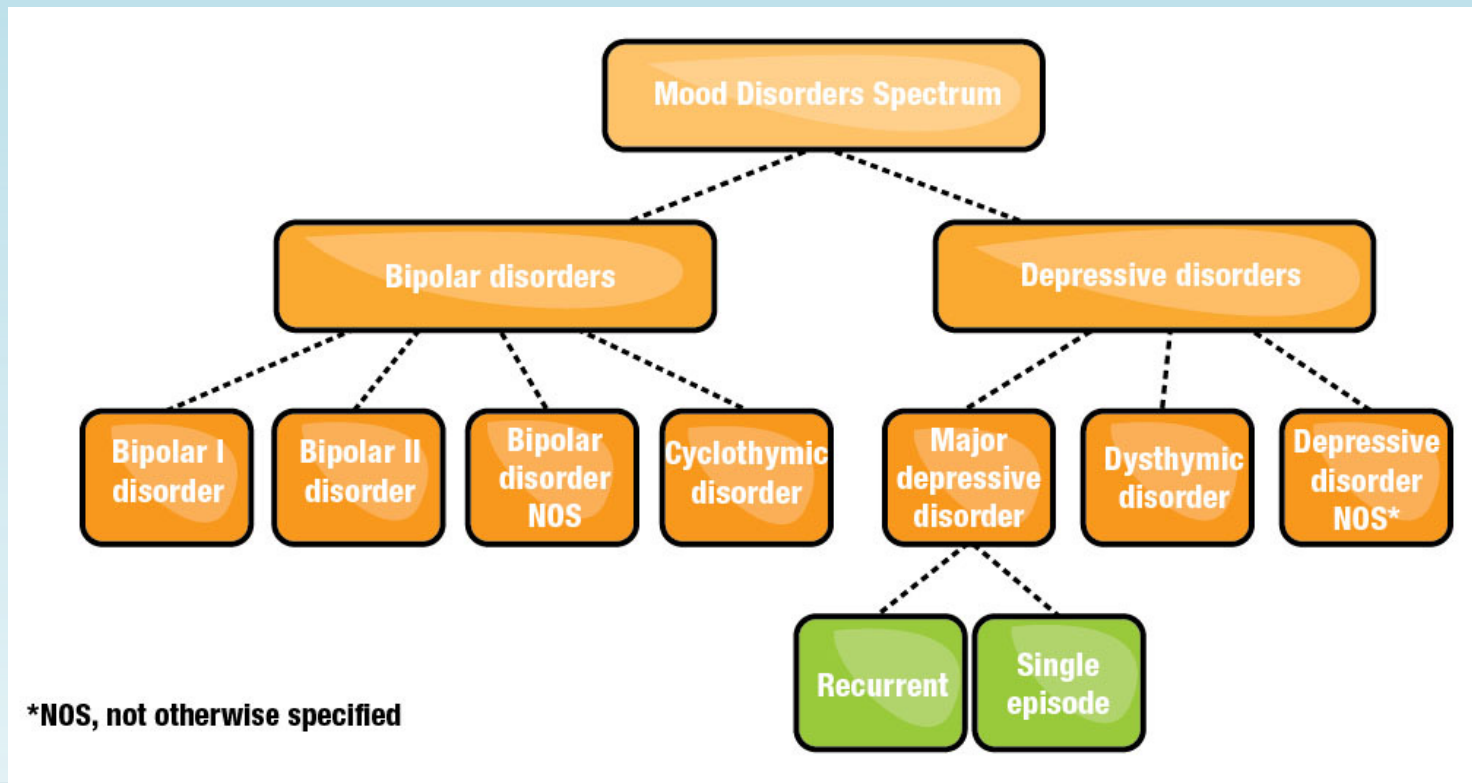 Mood Disorders Spectrum
Bipolar disorders
Depressive disorders
Bipolar I
disorder
Bipolar II
disorder
Bipolar
disorder
NOS
Cyclothymic
disorder
Major
depressive
disorder
Dysthymic
disorder
Depressive
disorder
NOS*
Recurrent
Single
episode
*NOS, not otherwise specified